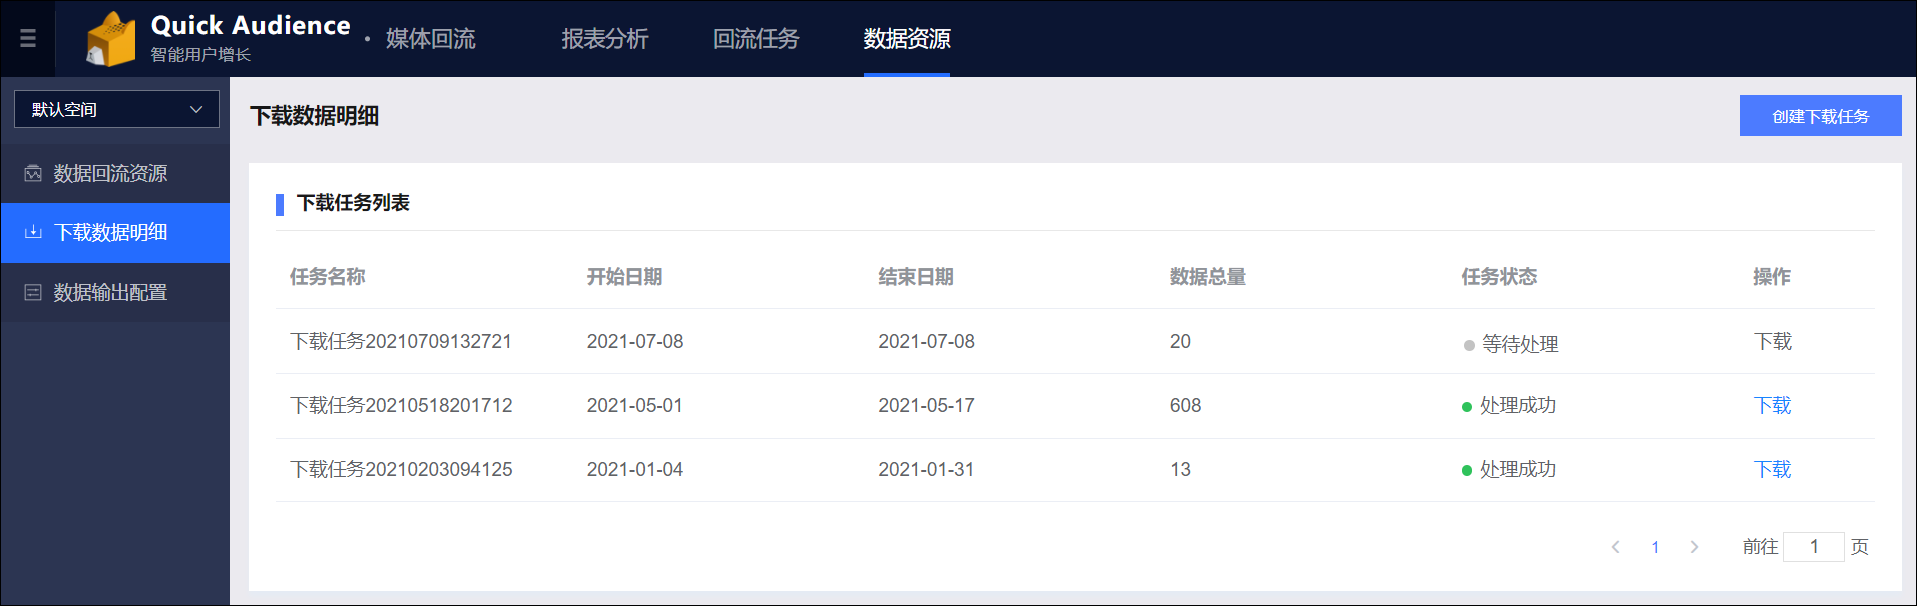 Quick Audience
智能用户增长
· 媒体回流
报表分析
回流任务
数据资源
默认空间
数据回流资源
下载数据明细
数据输出配置
下载数据明细
创建下载任务
下载任务列表
任务名称 开始日期 结束日期 数据总量 任务状态 操作
下载任务20210709132721 2021-07-08 2021-07-08 20 等待处理 下载
下载任务20210518201712 2021-05-01 2021-05-17 608 处理成功 下载
下载任务20210203094125 2021-01-04 2021-01-31 13 处理成功 下载
1 前往 1 页